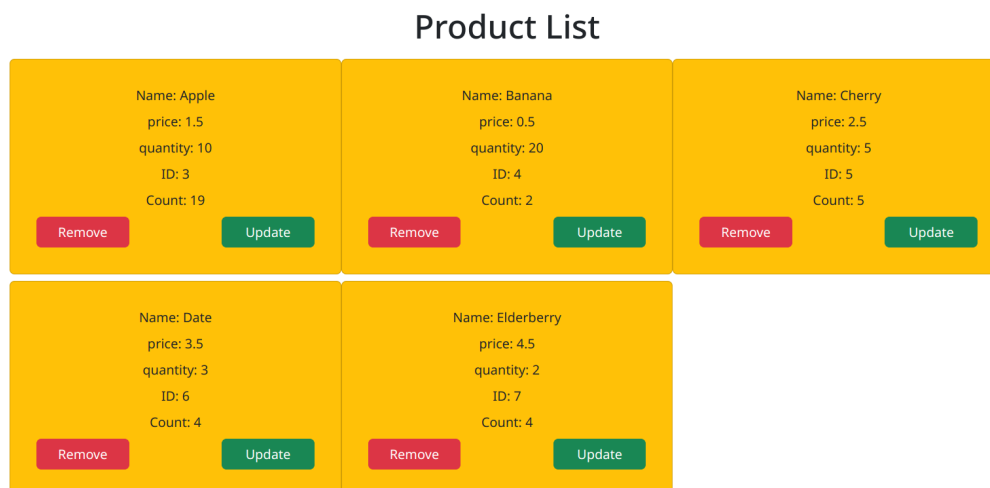 Product List
Name: Apple
price: 1.5
quantity: 10
ID: 3
Count: 19
Remove
Update
Name: Banana
price: 0.5
quantity: 20
ID: 4
Count: 2
Remove
Update
Name: Cherry
price: 2.5
quantity: 5
ID: 5
Count: 5
Remove
Update
Name: Date
price: 3.5
quantity: 3
ID: 6
Count: 4
Remove
Update
Name: Elderberry
price: 4.5
quantity: 2
ID: 7
Count: 4
Remove
Update